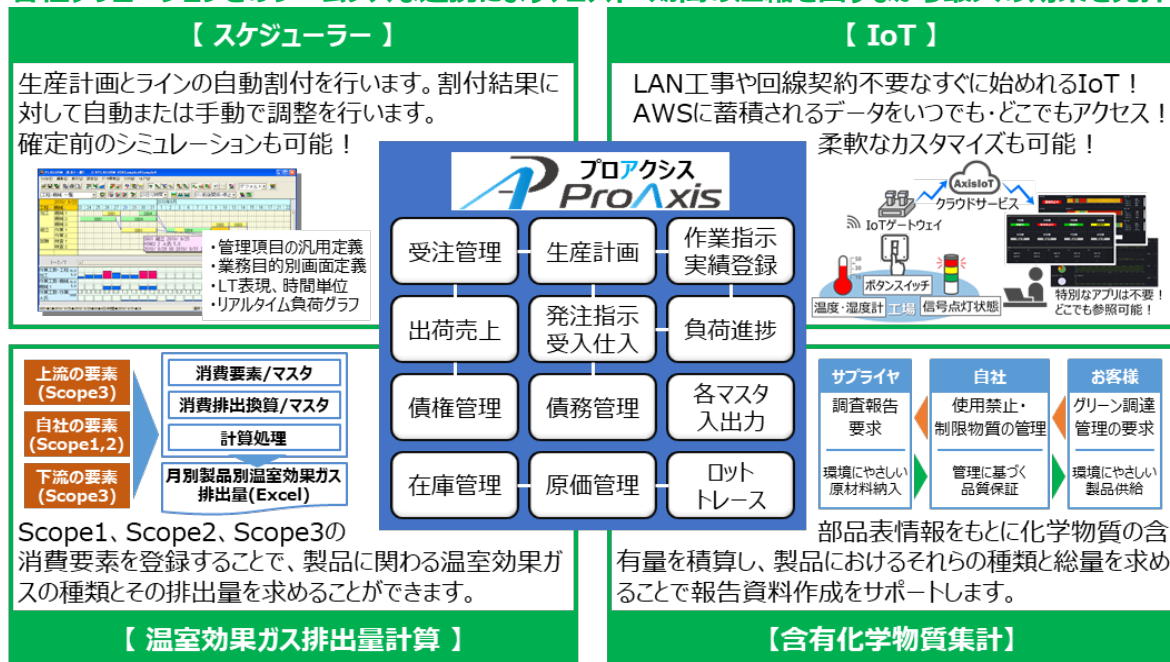 【 スケジューラー 】
生産計画とラインの自動割付を行います。割付結果に
対して自動または手動で調整を行います。
確定前のシミュレーションも可能！
・管理項目の汎用定義
・業務目的別画面定義
・LT表現、時間単位
・リアルタイム負荷グラフ
【 IoT 】
LAN工事や回線契約不要なすぐに始めれるIoT！
AWSに蓄積されるデータをいつでも・どこでもアクセス！
柔軟なカスタマイズも可能！
AxisIoT
クラウドサービス
IoTゲートウェイ
ボタンスイッチ
温度・湿度計
工場
信号点灯状態
特別なアプリは不要！
どこでも参照可能！
プロアクシス
ProAxis
受注管理
生産計画
作業指示
実績登録
出荷売上
発注指示
受入仕入
負荷進捗
債権管理
債務管理
各マスタ
入出力
在庫管理
原価管理
ロット
トレース
上流の要素
(Scope3)
自社の要素
(Scope1,2)
下流の要素
(Scope3)
消費要素/マスタ
消費排出換算/マスタ
計算処理
月別製品別温室効果ガス
排出量(Excel)
Scope1、Scope2、Scope3の
消費要素を登録することで、製品に関わる温室効果ガ
スの種類とその排出量を求めることができます。
【 温室効果ガス排出量計算 】
サプライヤ
調査報告
要求
環境にやさしい
原材料納入
自社
使用禁止・
制限物質の管理
管理に基づく
品質保証
お客様
グリーン調達
管理の要求
環境にやさしい
製品供給
部品表情報をもとに化学物質の含
有量を積算し、製品におけるそれらの種類と総量を求め
ることで報告資料作成をサポートします。
【含有化学物質集計】